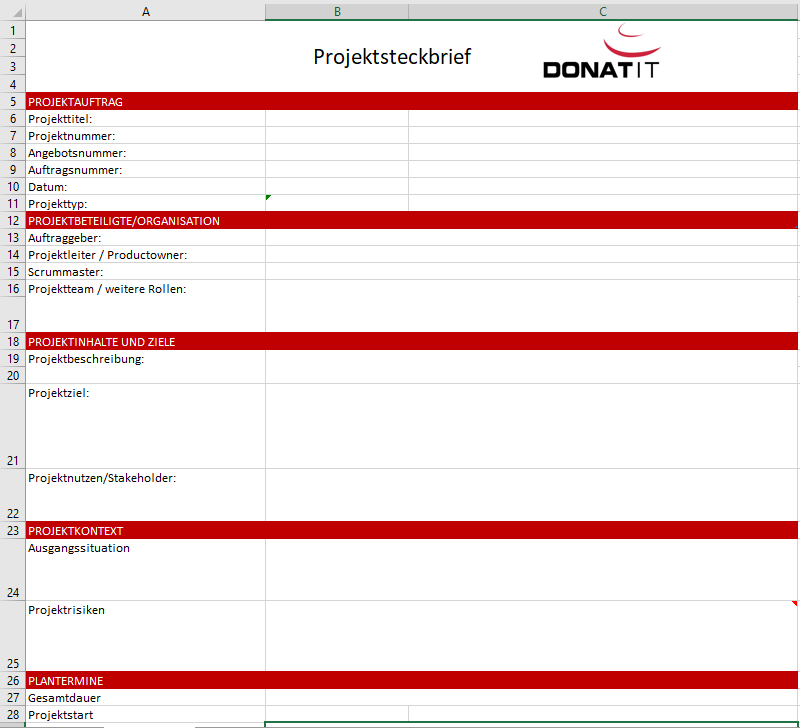 A B C
1
2
Projektsteckbrief
DONAT IT
3
4
5 PROJEKTAUFTRAG
6 Projekttitel:
7 Projektnummer:
8 Angebotsnummer:
9 Auftragsnummer:
10 Datum:
11 Projekttyp:
12 PROJEKTBETEILIGTE/ORGANISATION
13 Auftraggeber:
14 Projektleiter / Productowner:
15 Scrummaster:
16 Projektteam / weitere Rollen:
17
18 PROJEKTINHALTE UND ZIELE
19 Projektbeschreibung:
20
21 Projektziel:
22 Projektnutzen/Stakeholder:
23 PROJEKTKONTEXT
24 Ausgangssituation
25 Projektrisiken
26 PLANTERMINE
27 Gesamtdauer
28 Projektstart